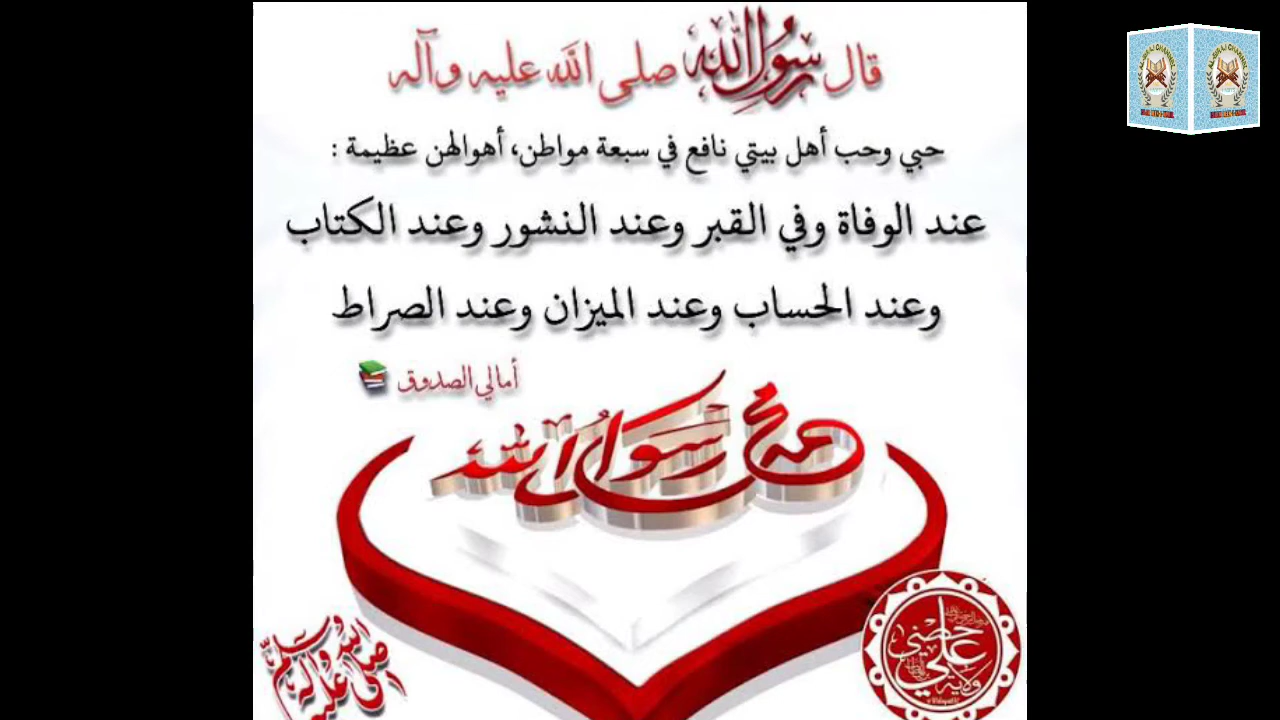 قال رسول الله صلى الله عليه وآله
حبي وحب أهل بيتي نافع في سبعة مواطن، أهوالهن عظيمة :
عند الوفاة وفي القبر وعند النشور وعند الكتاب
وعند الحساب وعند الميزان وعند الصراط
أمالي الصدوق
محمد رسول الله
صلى الله عليه وآله وسلم
ولاية علي حصني